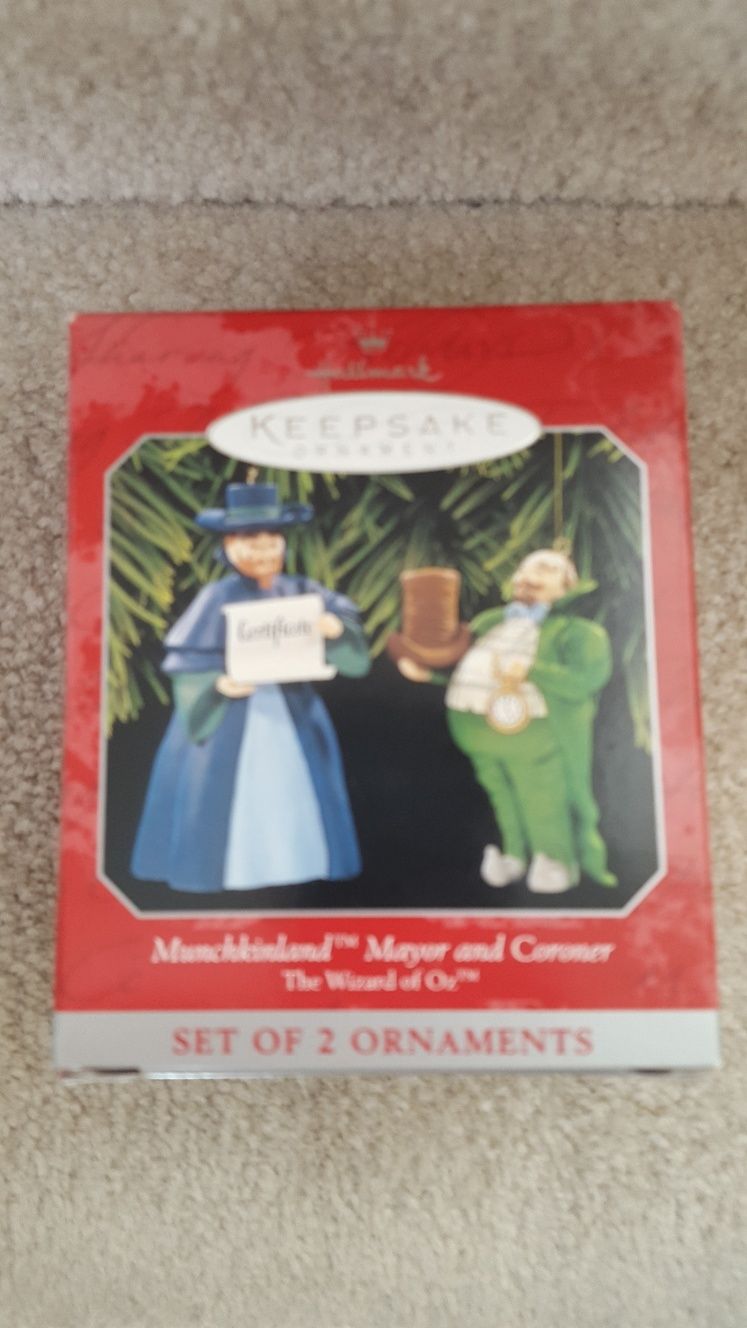 Hallmark
KEEPSAKE
ORNAMENT
Certificate
Munchkinland™ Mayor and Coroner
The Wizard of Oz™
SET OF 2 ORNAMENTS